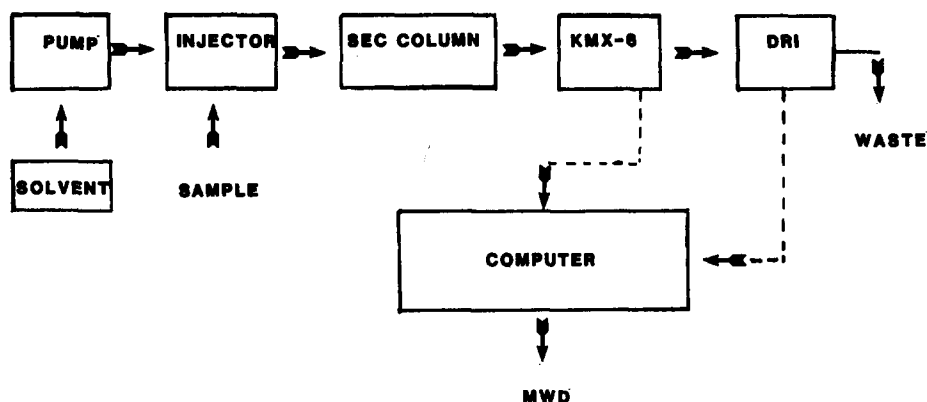 PUMP
INJECTOR
SEC COLUMN
KMX-6
DRI
WASTE
SOLVENT
SAMPLE
COMPUTER
MWD